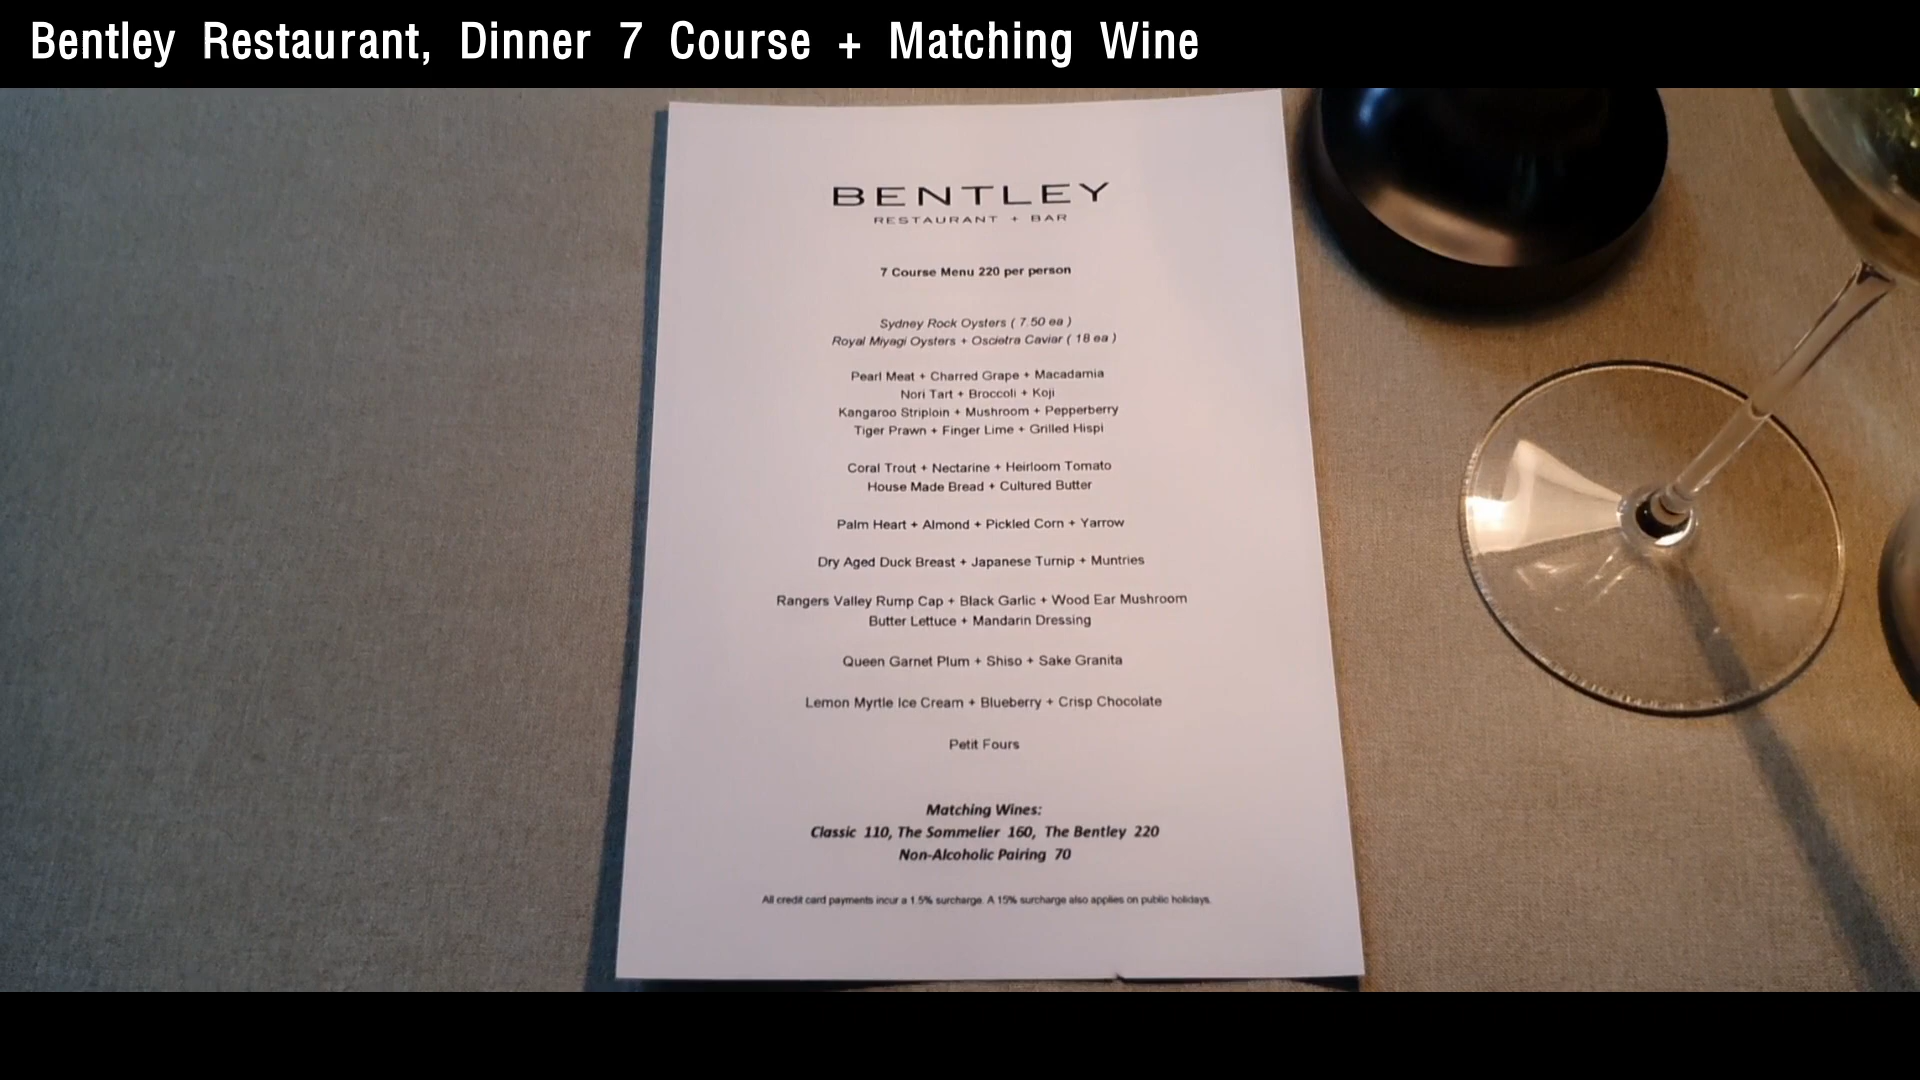 Bentley Restaurant, Dinner 7 Course + Matching Wine
BENTLEY
RESTAURANT + BAR
7 Course Menu 220 per person
Sydney Rock Oysters ( 7.50 ea )
Royal Miyagi Oysters + Oscietra Caviar ( 18 ea )
Pearl Meat + Charred Grape + Macadamia
Nori Tart + Broccoli + Koji
Kangaroo Striploin + Mushroom + Pepperberry
Tiger Prawn + Finger Lime + Grilled Hispi
Coral Trout + Nectarine + Heirloom Tomato
House Made Bread + Cultured Butter
Palm Heart + Almond + Pickled Corn + Yarrow
Dry Aged Duck Breast + Japanese Turnip + Muntries
Rangers Valley Rump Cap + Black Garlic + Wood Ear Mushroom
Butter Lettuce + Mandarin Dressing
Queen Garnet Plum + Shiso + Sake Granita
Lemon Myrtle Ice Cream + Blueberry + Crisp Chocolate
Petit Fours
Matching Wines:
Classic 110, The Sommelier 160, The Bentley 220
Non-Alcoholic Pairing 70
All credit card payments incur a 1.5% surcharge. A 15% surcharge also applies on public holidays.